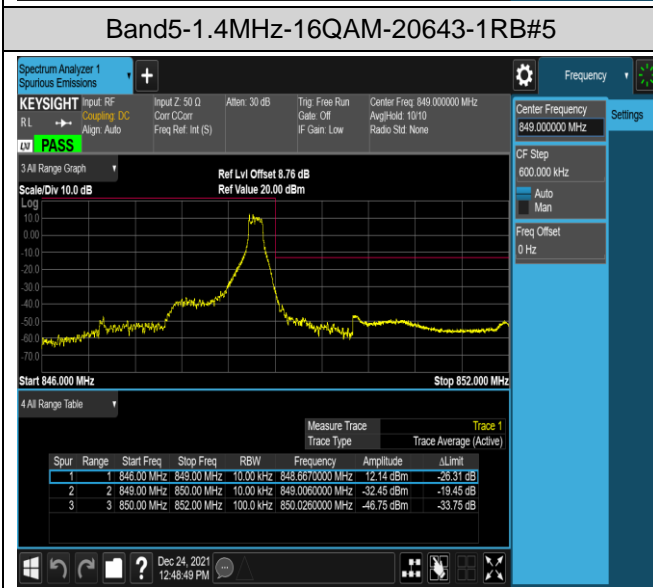 Band5-1.4MHz-16QAM-20643-1RB#5
Spectrum Analyzer 1
Spurious Emissions
Frequency
KEYSIGHT Input: RF Input Z: 50 Ω Atten: 30 dB Trig: Free Run Center Freq: 849.000000 MHz
RL Coupling: DC Corr CCorr Gate: Off Avg|Hold: 10/10
Align: Auto Freq Ref: Int (S) IF Gain: Low Radio Std: None
LXI PASS
Center Frequency
849.000000 MHz
Settings
CF Step
600.000 kHz
Auto
Man
Freq Offset
0 Hz
3 All Range Graph
Ref Lvl Offset 8.76 dB
Scale/Div 10.0 dB Ref Value 20.00 dBm
Log
10.0
0.00
-10.0
-20.0
-30.0
-40.0
-50.0
-60.0
-70.0
Start 846.000 MHz Stop 852.000 MHz
4 All Range Table
Measure Trace Trace 1
Trace Type Trace Average (Active)
Spur Range Start Freq Stop Freq RBW Frequency Amplitude ΔLimit
1 1 846.00 MHz 849.00 MHz 10.00 kHz 848.6670000 MHz 12.14 dBm -26.31 dB
2 2 849.00 MHz 850.00 MHz 10.00 kHz 849.0060000 MHz -32.45 dBm -19.45 dB
3 3 850.00 MHz 852.00 MHz 100.0 kHz 850.0260000 MHz -46.75 dBm -33.75 dB
Dec 24, 2021
12:48:49 PM